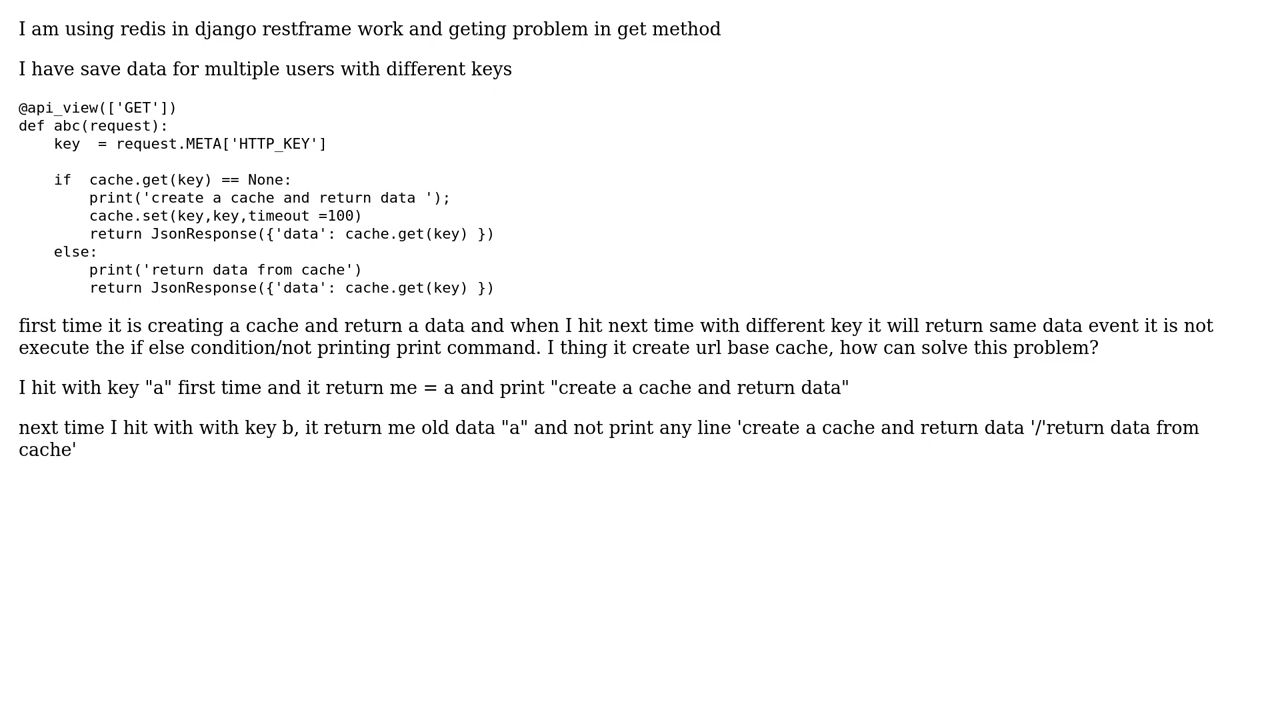 I am using redis in django restframe work and geting problem in get method
I have save data for multiple users with different keys
@api_view(['GET'])
def abc(request):
    key  = request.META['HTTP_KEY']
    if  cache.get(key) == None:
        print('create a cache and return data ');
        cache.set(key,key,timeout =100)
        return JsonResponse({'data': cache.get(key) })
    else:
        print('return data from cache')
        return JsonResponse({'data': cache.get(key) })
first time it is creating a cache and return a data and when I hit next time with different key it will return same data event it is not
execute the if else condition/not printing print command. I thing it create url base cache, how can solve this problem?
I hit with key "a" first time and it return me = a and print "create a cache and return data"
next time I hit with with key b, it return me old data "a" and not print any line 'create a cache and return data '/'return data from
cache'